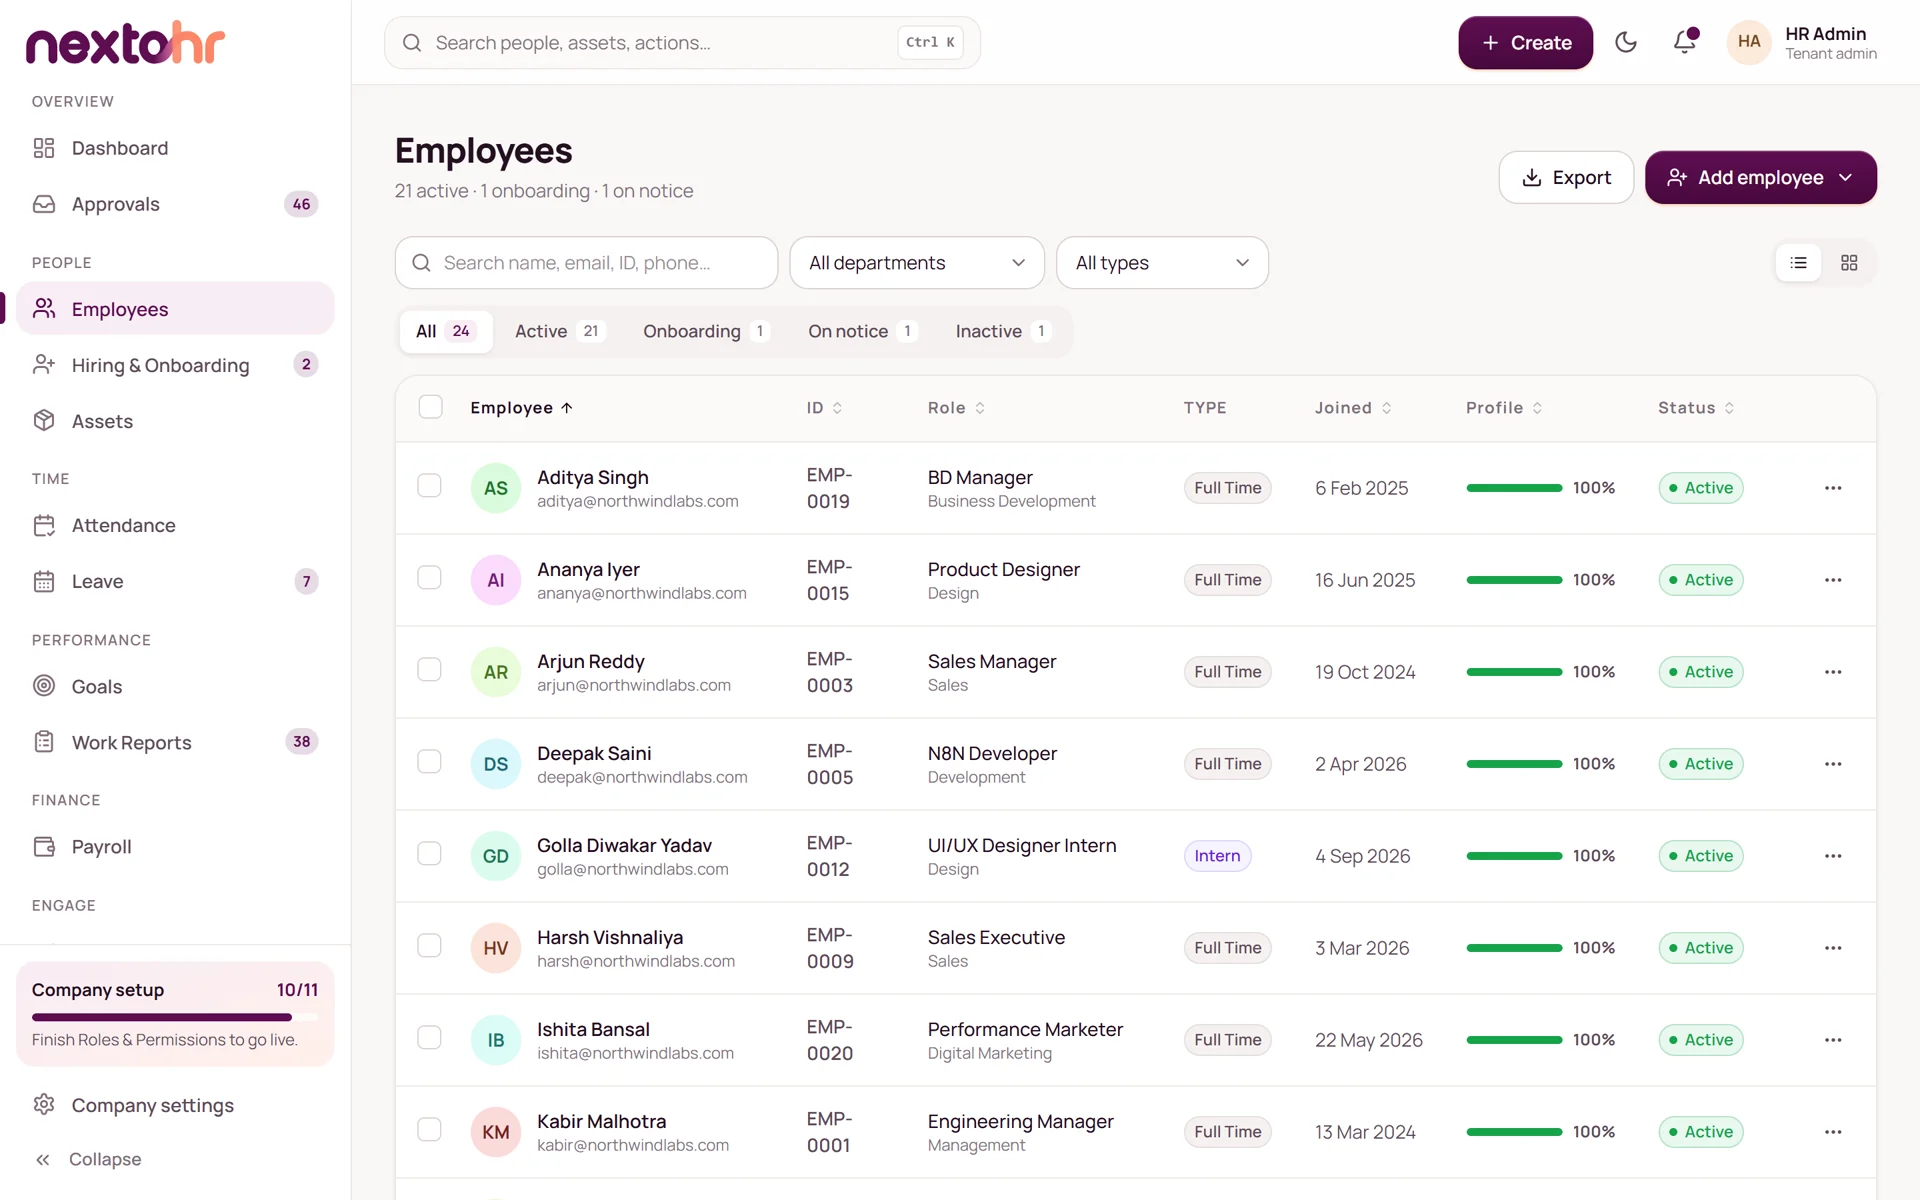 nextohr
Search people, assets, actions...
Ctrl K
Create
HA
HR Admin
Tenant admin
OVERVIEW
Dashboard
Approvals 46
PEOPLE
Employees
Hiring & Onboarding 2
Assets
TIME
Attendance
Leave 7
PERFORMANCE
Goals
Work Reports 38
FINANCE
Payroll
ENGAGE
Company setup 10/11
Finish Roles & Permissions to go live.
Company settings
Collapse
Employees
21 active · 1 onboarding · 1 on notice
Export
Add employee
Search name, email, ID, phone...
All departments
All types
All 24 Active 21 Onboarding 1 On notice 1 Inactive 1
Employee ID Role TYPE Joined Profile Status
AS Aditya Singh EMP- BD Manager Full Time 6 Feb 2025 100% Active
aditya@northwindlabs.com 0019 Business Development
AI Ananya Iyer EMP- Product Designer Full Time 16 Jun 2025 100% Active
ananya@northwindlabs.com 0015 Design
AR Arjun Reddy EMP- Sales Manager Full Time 19 Oct 2024 100% Active
arjun@northwindlabs.com 0003 Sales
DS Deepak Saini EMP- N8N Developer Full Time 2 Apr 2026 100% Active
deepak@northwindlabs.com 0005 Development
GD Golla Diwakar Yadav EMP- UI/UX Designer Intern Intern 4 Sep 2026 100% Active
golla@northwindlabs.com 0012 Design
HV Harsh Vishnaliya EMP- Sales Executive Full Time 3 Mar 2026 100% Active
harsh@northwindlabs.com 0009 Sales
IB Ishita Bansal EMP- Performance Marketer Full Time 22 May 2026 100% Active
ishita@northwindlabs.com 0020 Digital Marketing
KM Kabir Malhotra EMP- Engineering Manager Full Time 13 Mar 2024 100% Active
kabir@northwindlabs.com 0001 Management